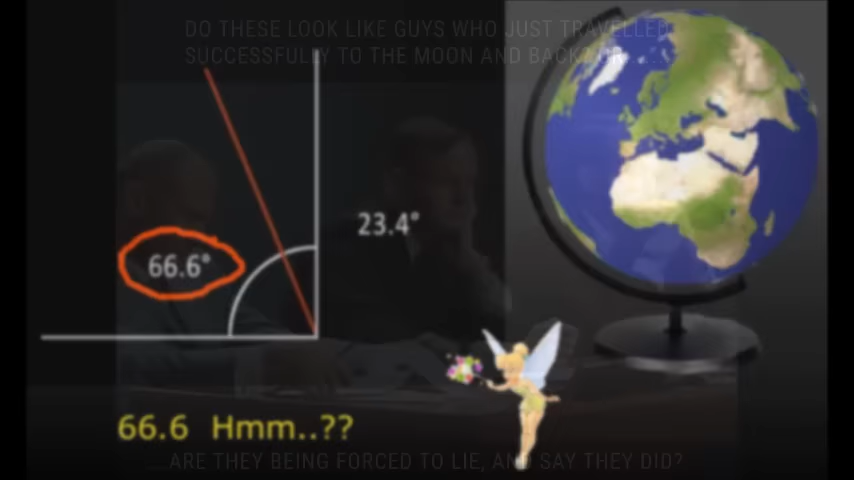 DO THESE LOOK LIKE GUYS WHO JUST TRAVELLED
SUCCESSFULLY TO THE MOON AND BACK? OR...
23.4°
66.6°
66.6 Hmm..??
...ARE THEY BEING FORCED TO LIE, AND SAY THEY DID?